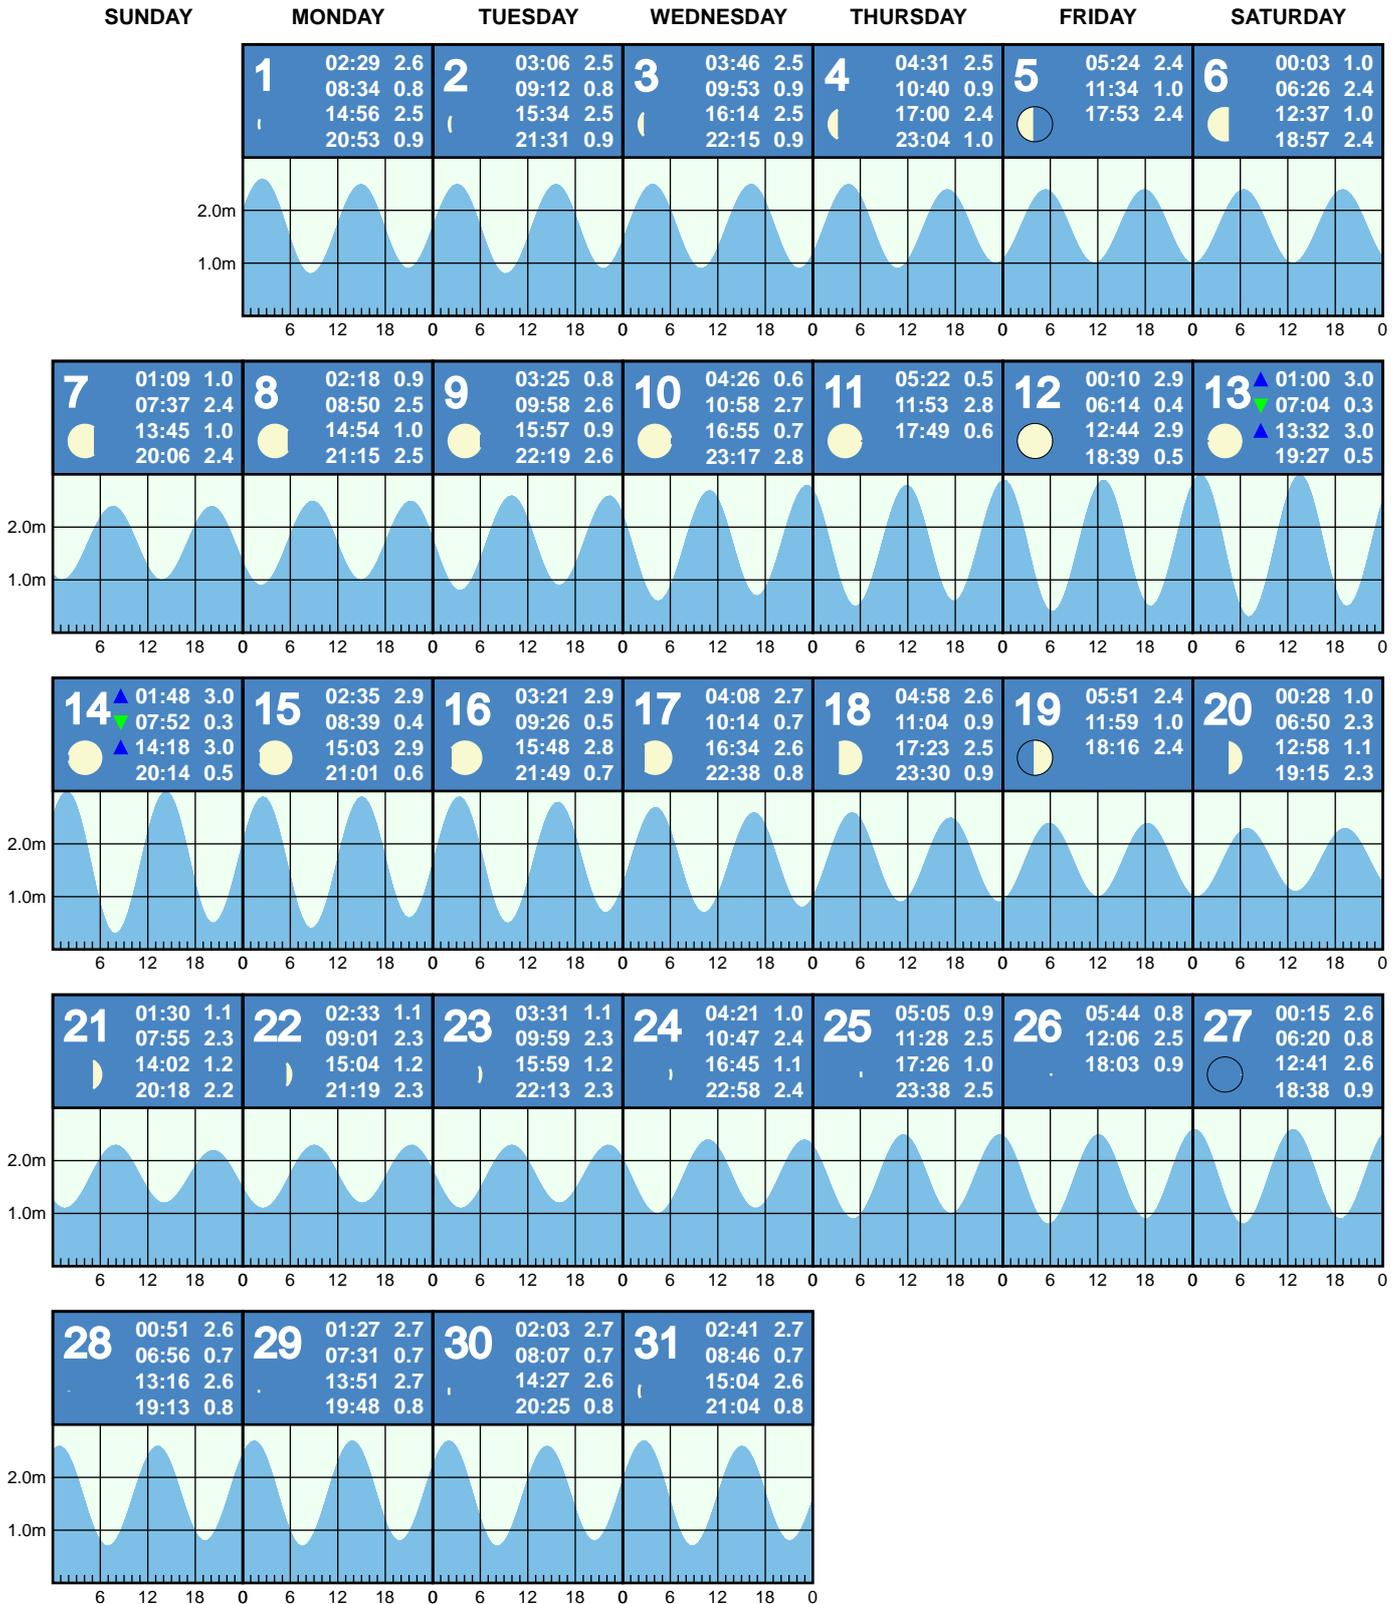 SUNDAY MONDAY TUESDAY WEDNESDAY THURSDAY FRIDAY SATURDAY
1 02:29 2.6
08:34 0.8
14:56 2.5
20:53 0.9
2 03:06 2.5
09:12 0.8
15:34 2.5
21:31 0.9
3 03:46 2.5
09:53 0.9
16:14 2.5
22:15 0.9
4 04:31 2.5
10:40 0.9
17:00 2.4
23:04 1.0
5 05:24 2.4
11:34 1.0
17:53 2.4
6 00:03 1.0
06:26 2.4
12:37 1.0
18:57 2.4
2.0m
1.0m
6 12 18 0 6 12 18 0 6 12 18 0 6 12 18 0 6 12 18 0 6 12 18 0
7 01:09 1.0
07:37 2.4
13:45 1.0
20:06 2.4
8 02:18 0.9
08:50 2.5
14:54 1.0
21:15 2.5
9 03:25 0.8
09:58 2.6
15:57 0.9
22:19 2.6
10 04:26 0.6
10:58 2.7
16:55 0.7
23:17 2.8
11 05:22 0.5
11:53 2.8
17:49 0.6
12 00:10 2.9
06:14 0.4
12:44 2.9
18:39 0.5
13 01:00 3.0
07:04 0.3
13:32 3.0
19:27 0.5
2.0m
1.0m
6 12 18 0 6 12 18 0 6 12 18 0 6 12 18 0 6 12 18 0 6 12 18 0 6 12 18 0
14 01:48 3.0
07:52 0.3
14:18 3.0
20:14 0.5
15 02:35 2.9
08:39 0.4
15:03 2.9
21:01 0.6
16 03:21 2.9
09:26 0.5
15:48 2.8
21:49 0.7
17 04:08 2.7
10:14 0.7
16:34 2.6
22:38 0.8
18 04:58 2.6
11:04 0.9
17:23 2.5
23:30 0.9
19 05:51 2.4
11:59 1.0
18:16 2.4
20 00:28 1.0
06:50 2.3
12:58 1.1
19:15 2.3
2.0m
1.0m
6 12 18 0 6 12 18 0 6 12 18 0 6 12 18 0 6 12 18 0 6 12 18 0 6 12 18 0
21 01:30 1.1
07:55 2.3
14:02 1.2
20:18 2.2
22 02:33 1.1
09:01 2.3
15:04 1.2
21:19 2.3
23 03:31 1.1
09:59 2.3
15:59 1.2
22:13 2.3
24 04:21 1.0
10:47 2.4
16:45 1.1
22:58 2.4
25 05:05 0.9
11:28 2.5
17:26 1.0
23:38 2.5
26 05:44 0.8
12:06 2.5
18:03 0.9
27 00:15 2.6
06:20 0.8
12:41 2.6
18:38 0.9
2.0m
1.0m
6 12 18 0 6 12 18 0 6 12 18 0 6 12 18 0 6 12 18 0 6 12 18 0 6 12 18 0
28 00:51 2.6
06:56 0.7
13:16 2.6
19:13 0.8
29 01:27 2.7
07:31 0.7
13:51 2.7
19:48 0.8
30 02:03 2.7
08:07 0.7
14:27 2.6
20:25 0.8
31 02:41 2.7
08:46 0.7
15:04 2.6
21:04 0.8
2.0m
1.0m
6 12 18 0 6 12 18 0 6 12 18 0 6 12 18 0